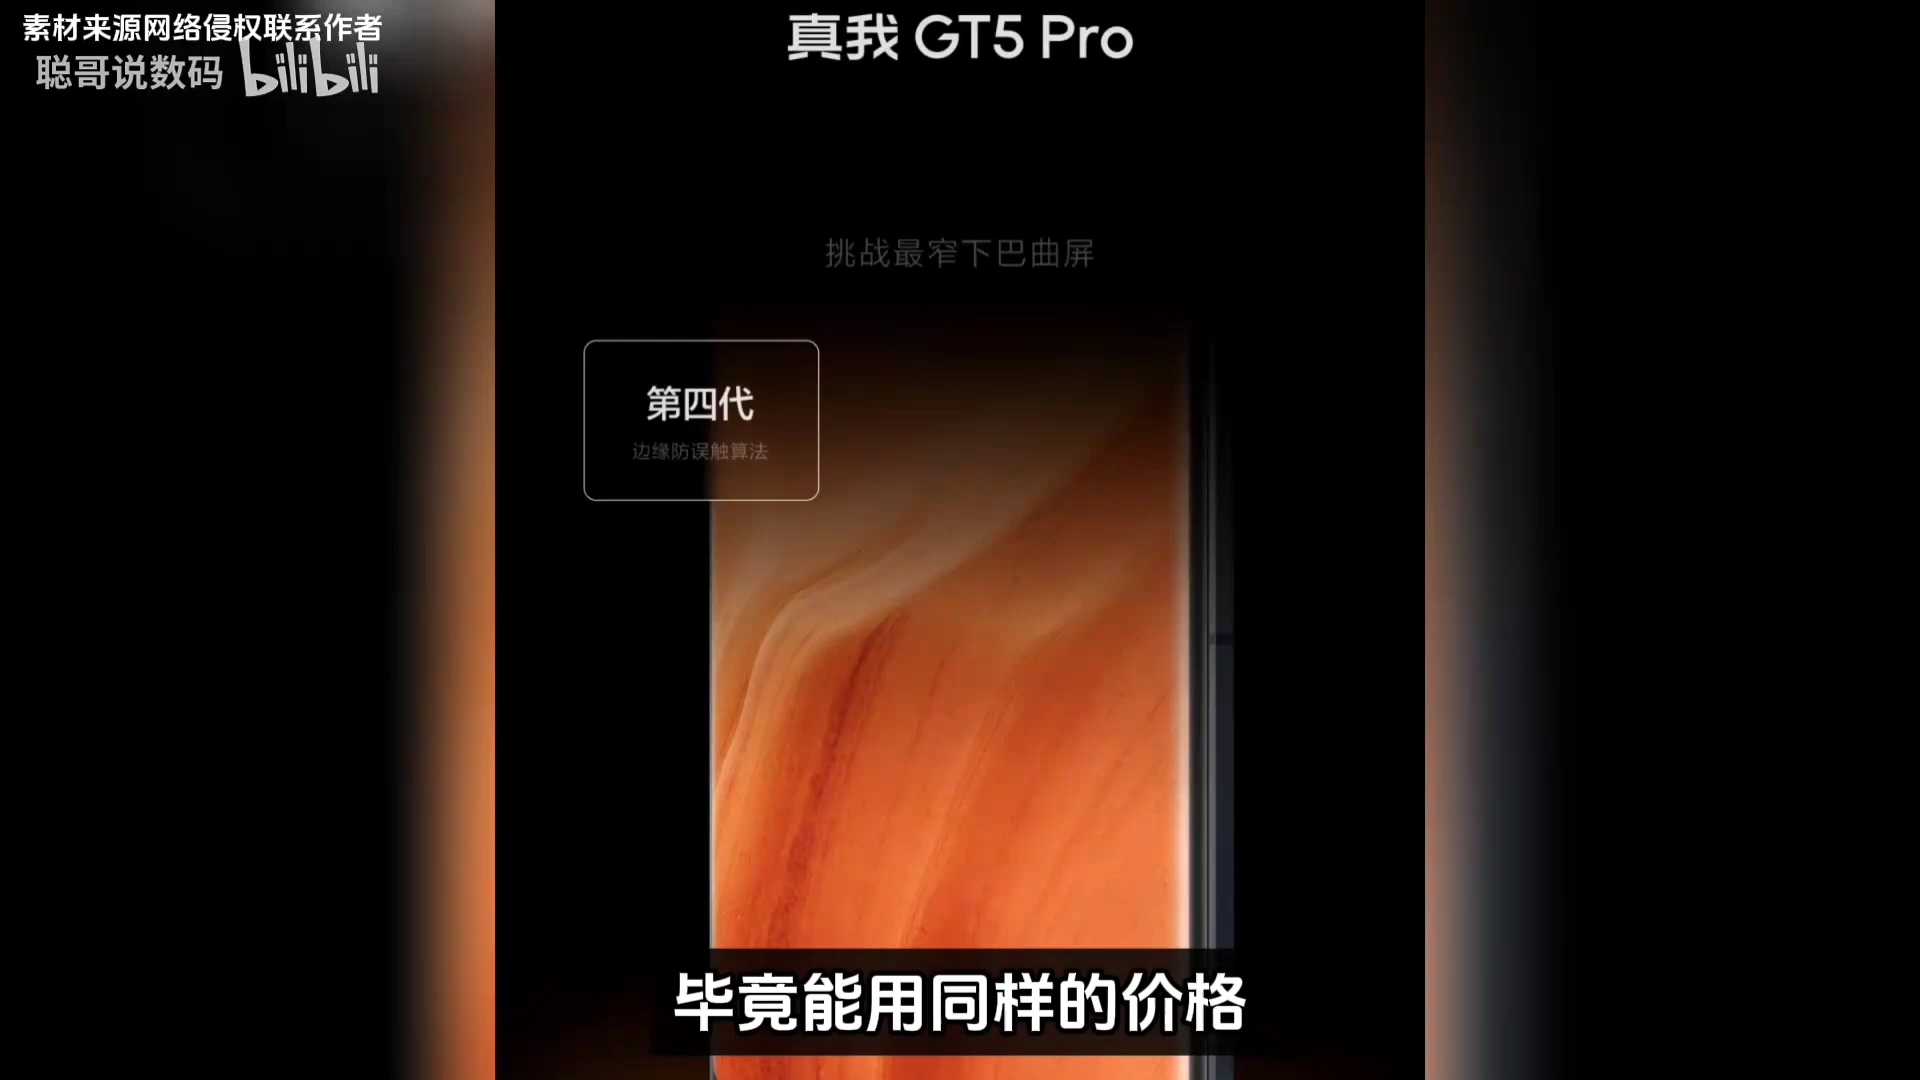 素材来源网络侵权联系作者
聪哥说数码 bilibili
真我 GT5 Pro
挑战最窄下巴曲屏
第四代
边缘防误触算法
毕竟能用同样的价格